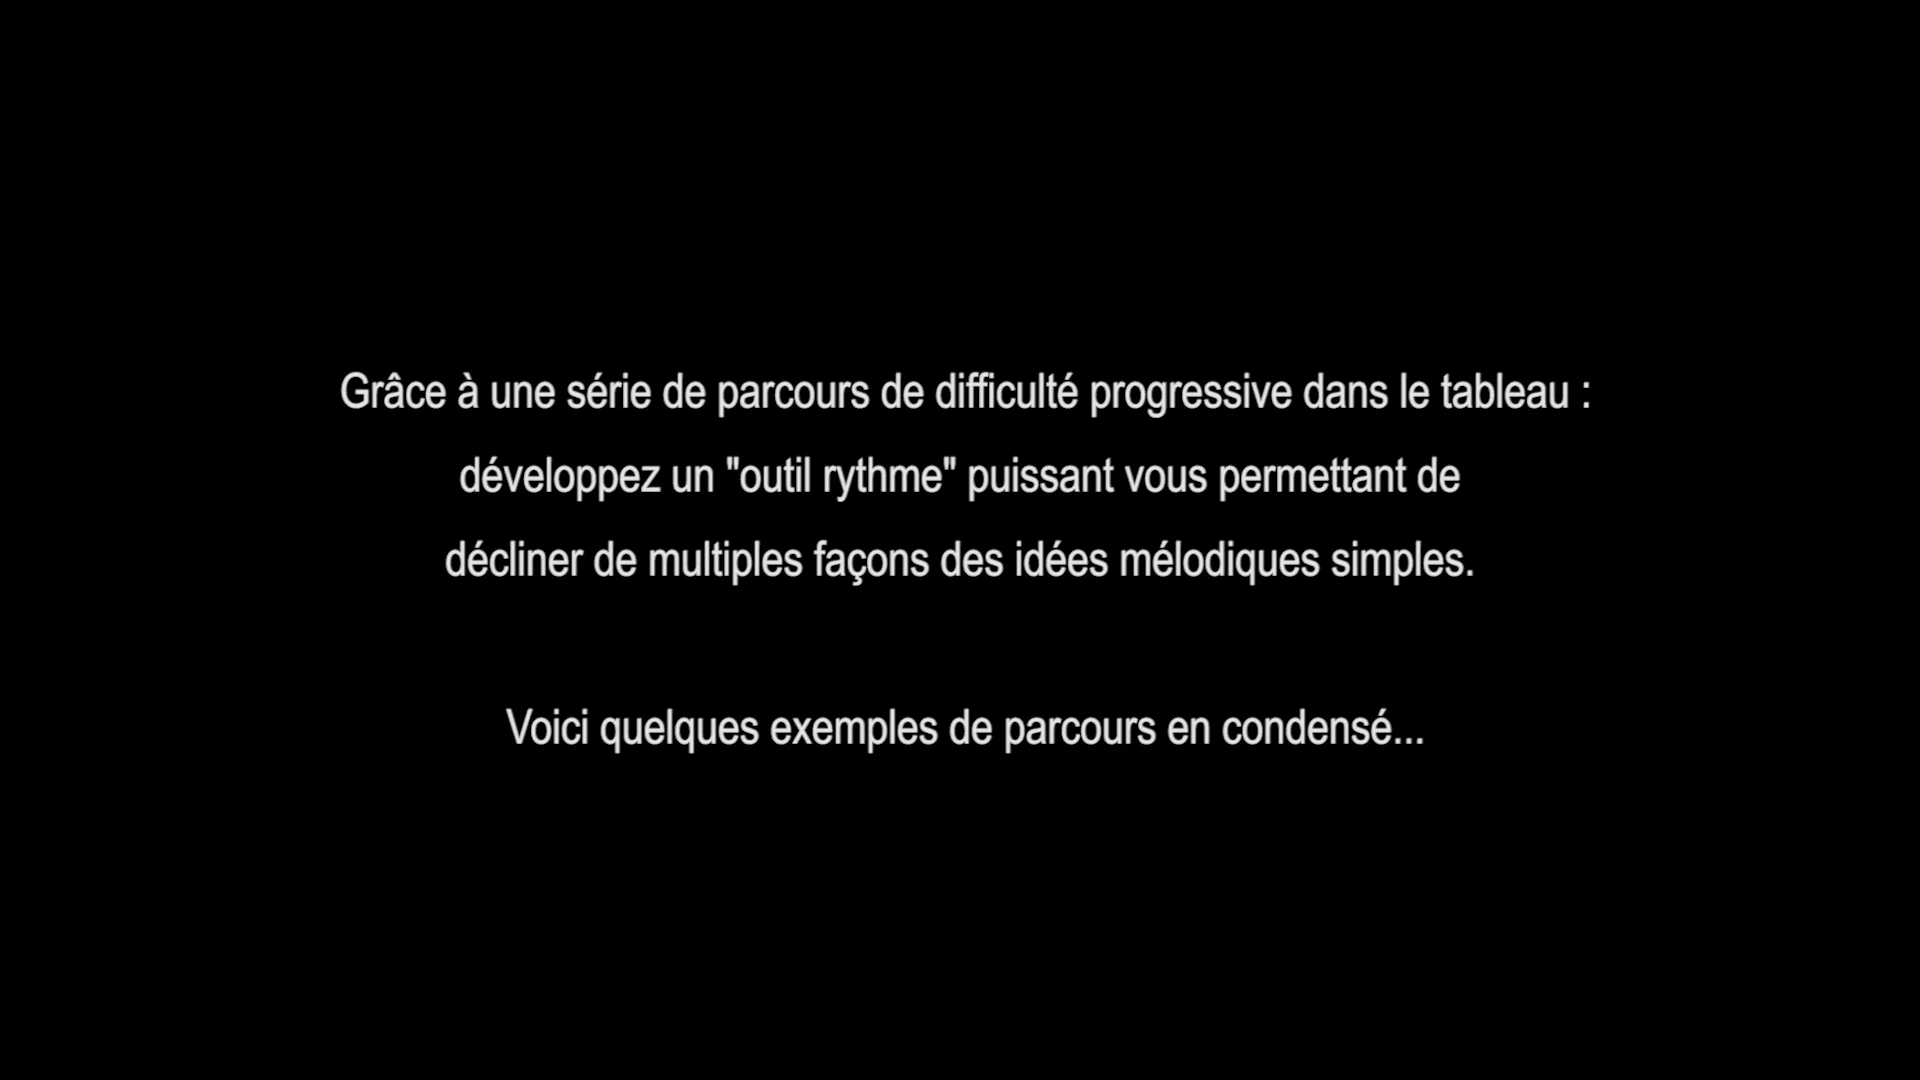 Grâce à une série de parcours de difficulté progressive dans le tableau :
développez un "outil rythme" puissant vous permettant de
décliner de multiples façons des idées mélodiques simples.
Voici quelques exemples de parcours en condensé...